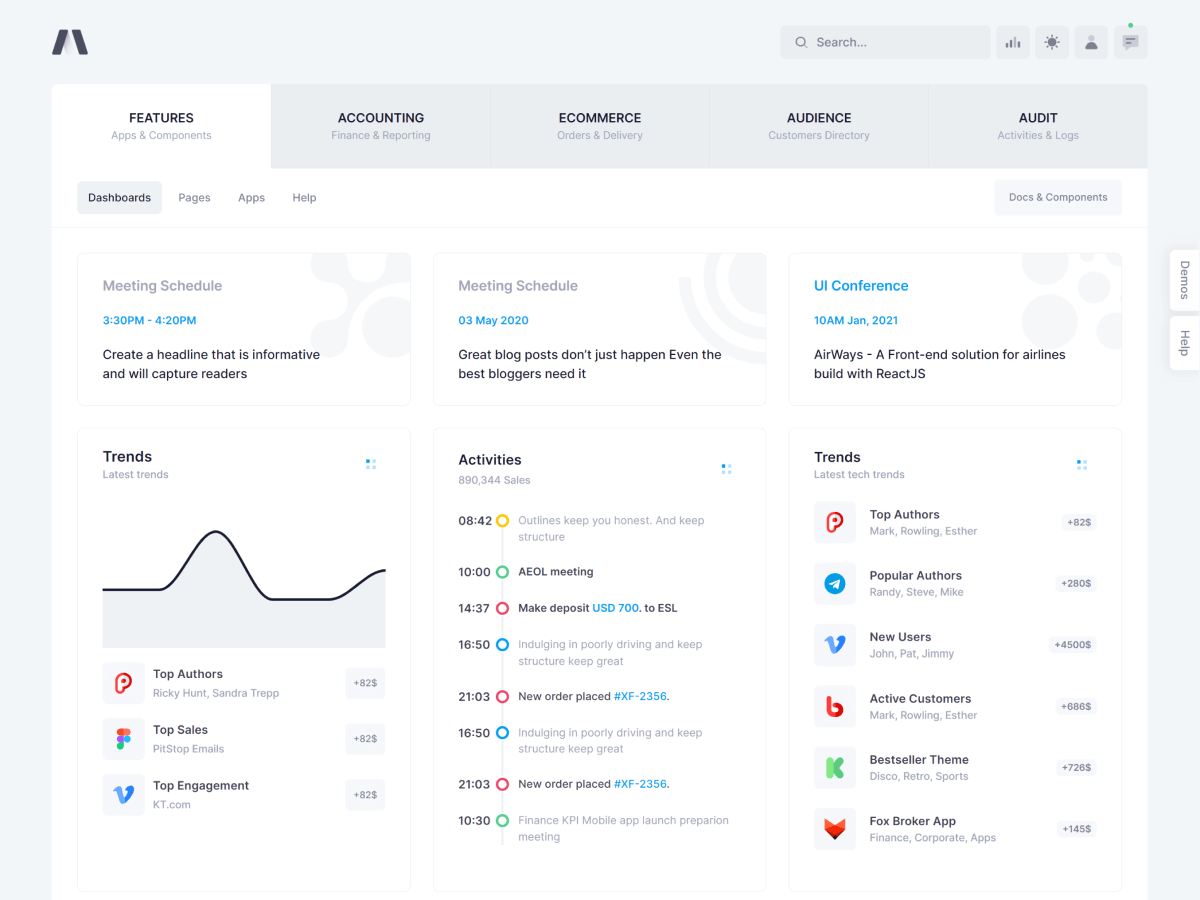 Search...
FEATURES
Apps & Components
ACCOUNTING
Finance & Reporting
ECOMMERCE
Orders & Delivery
AUDIENCE
Customers Directory
AUDIT
Activities & Logs
Dashboards
Pages
Apps
Help
Docs & Components
Demos
Help
Meeting Schedule
3:30PM - 4:20PM
Create a headline that is informative
and will capture readers
Meeting Schedule
03 May 2020
Great blog posts don’t just happen Even the
best bloggers need it
UI Conference
10AM Jan, 2021
AirWays - A Front-end solution for airlines
build with ReactJS
Trends
Latest trends
Top Authors
Ricky Hunt, Sandra Trepp
+82$
Top Sales
PitStop Emails
+82$
Top Engagement
KT.com
+82$
Activities
890,344 Sales
08:42 Outlines keep you honest. And keep
structure
10:00 AEOL meeting
14:37 Make deposit USD 700. to ESL
16:50 Indulging in poorly driving and keep
structure keep great
21:03 New order placed #XF-2356.
16:50 Indulging in poorly driving and keep
structure keep great
21:03 New order placed #XF-2356.
10:30 Finance KPI Mobile app launch preparion
meeting
Trends
Latest tech trends
Top Authors
Mark, Rowling, Esther
+82$
Popular Authors
Randy, Steve, Mike
+280$
New Users
John, Pat, Jimmy
+4500$
Active Customers
Mark, Rowling, Esther
+686$
Bestseller Theme
Disco, Retro, Sports
+726$
Fox Broker App
Finance, Corporate, Apps
+145$